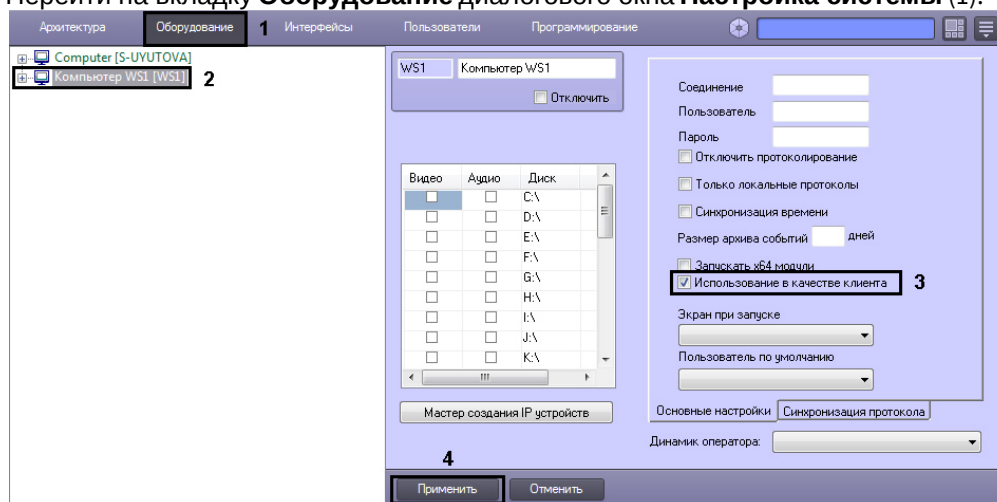 Перейти на вкладку Оборудование диалогового окна Настройка системы (1).
Архитектура Оборудование 1 Интерфейсы Пользователи Программирование
Computer [S-UYUTOVA]
Компьютер WS1 [WS1] 2
WS1 Компьютер WS1
Отключить
Видео Аудио Диск
C:\
D:\
E:\
F:\
G:\
H:\
I:\
J:\
K:\
Мастер создания IP устройств
Соединение
Пользователь
Пароль
Отключить протоколирование
Только локальные протоколы
Синхронизация времени
Размер архива событий дней
Запускать x64 модули
Использование в качестве клиента 3
Экран при запуске
Пользователь по умолчанию
Основные настройки Синхронизация протокола
Динамик оператора:
4
Применить Отменить